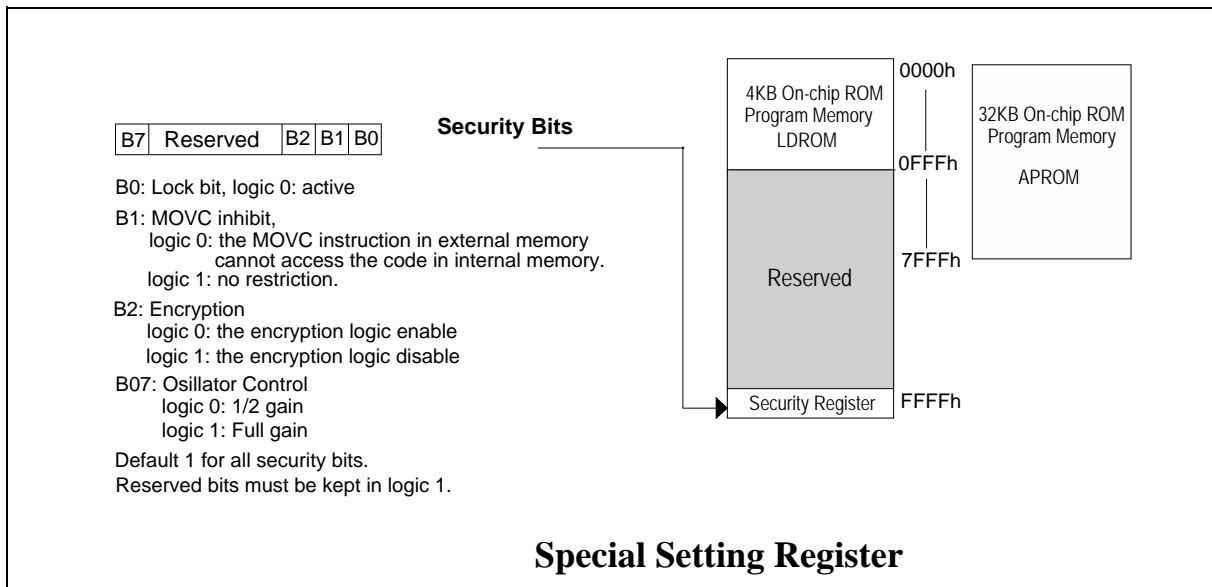 B7 Reserved B2 B1 B0
Security Bits
B0: Lock bit, logic 0: active
B1: MOVC inhibit,
logic 0: the MOVC instruction in external memory
cannot access the code in internal memory.
logic 1: no restriction.
B2: Encryption
logic 0: the encryption logic enable
logic 1: the encryption logic disable
B07: Osillator Control
logic 0: 1/2 gain
logic 1: Full gain
Default 1 for all security bits.
Reserved bits must be kept in logic 1.
4KB On-chip ROM
Program Memory
LDROM
Reserved
Security Register
0000h
0FFFh
7FFFh
FFFFh
32KB On-chip ROM
Program Memory
APROM
Special Setting Register